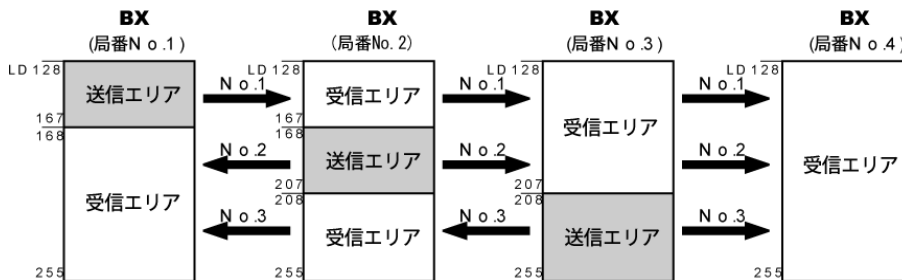 BX
(局番No.1)
BX
(局番No.2)
BX
(局番No.3)
BX
(局番No.4)
LD 128
送信エリア
167
168
受信エリア
255
No.1
No.2
No.3
LD 128
受信エリア
167
168
送信エリア
207
208
受信エリア
255
No.1
No.2
No.3
LD 128
受信エリア
207
208
送信エリア
255
No.1
No.2
No.3
LD 128
受信エリア
255